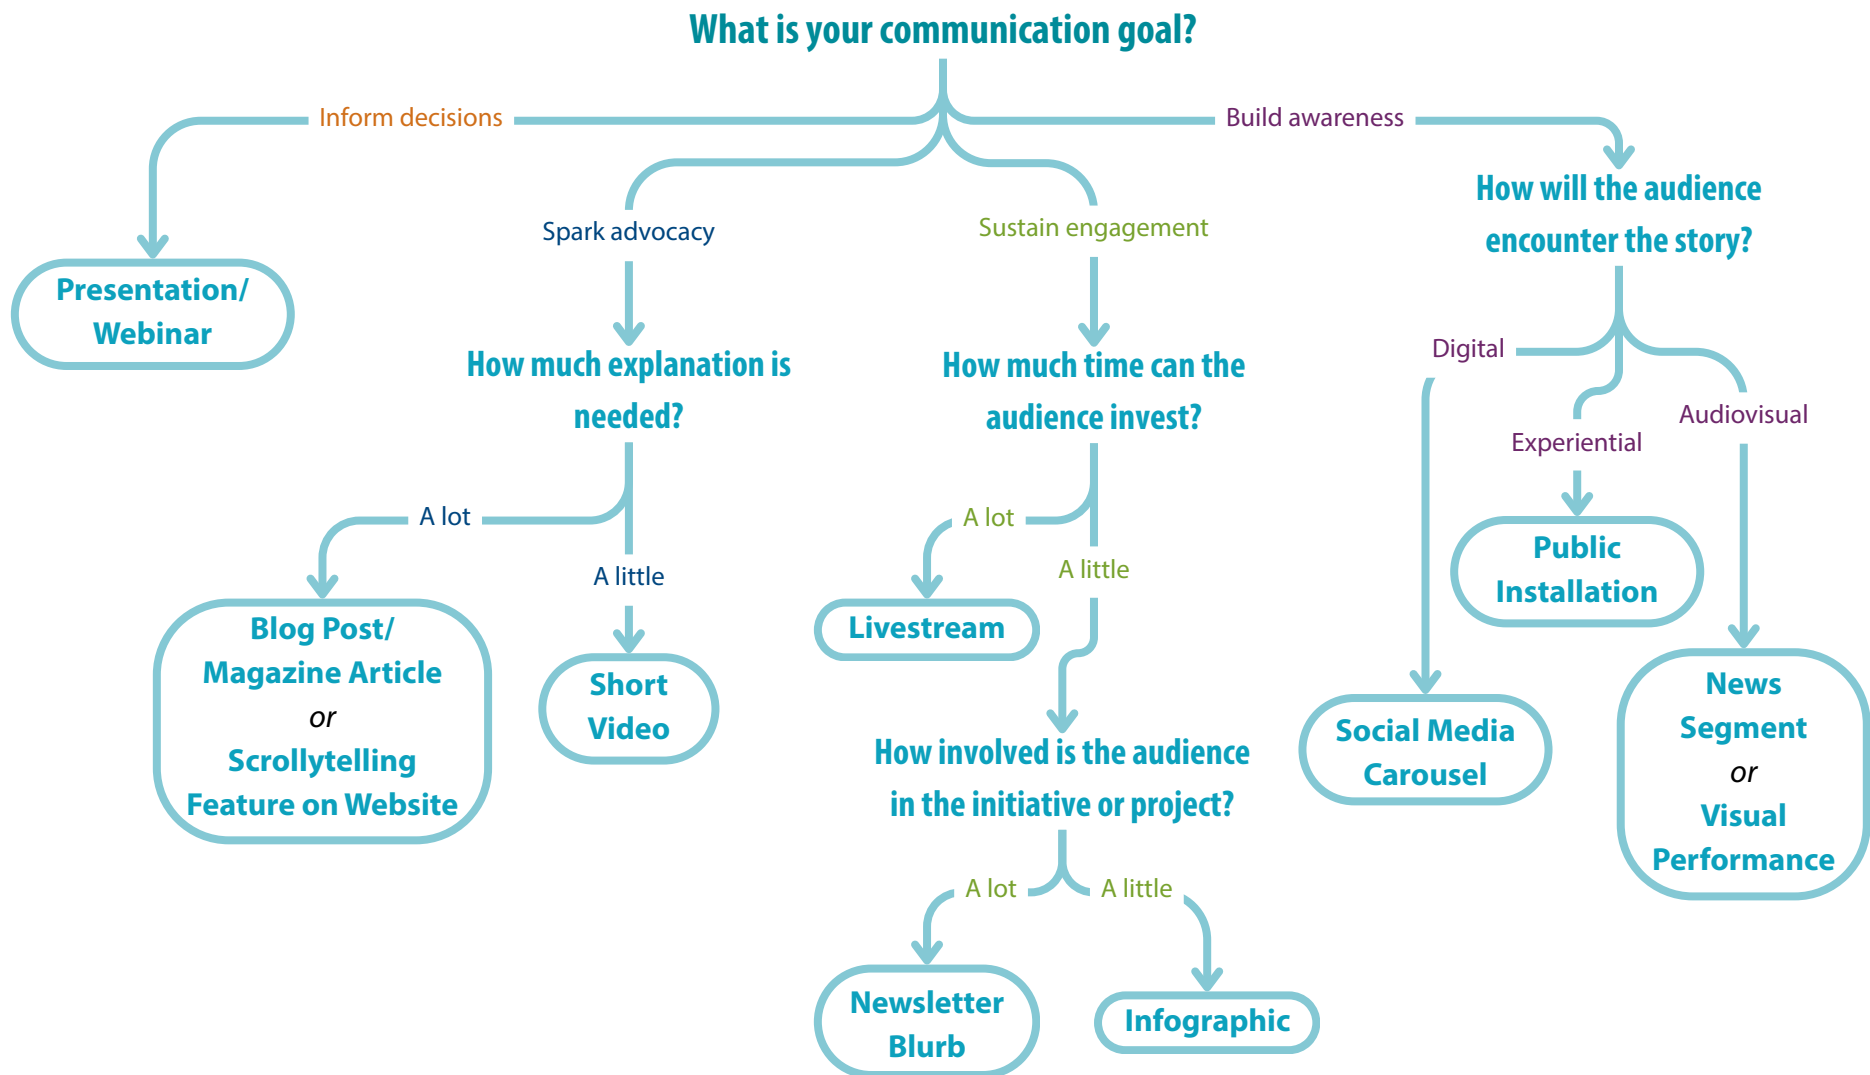 What is your communication goal?
Inform decisions
Build awareness
Spark advocacy
Sustain engagement
How will the audience
encounter the story?
Presentation/
Webinar
How much explanation is
needed?
How much time can the
audience invest?
Digital
Experiential
Audiovisual
A lot
A little
A lot
A little
Blog Post/
Magazine Article
or
Scrollytelling
Feature on Website
Short
Video
Livestream
Public
Installation
How involved is the audience
in the initiative or project?
Social Media
Carousel
News
Segment
or
Visual
Performance
A lot
A little
Newsletter
Blurb
Infographic